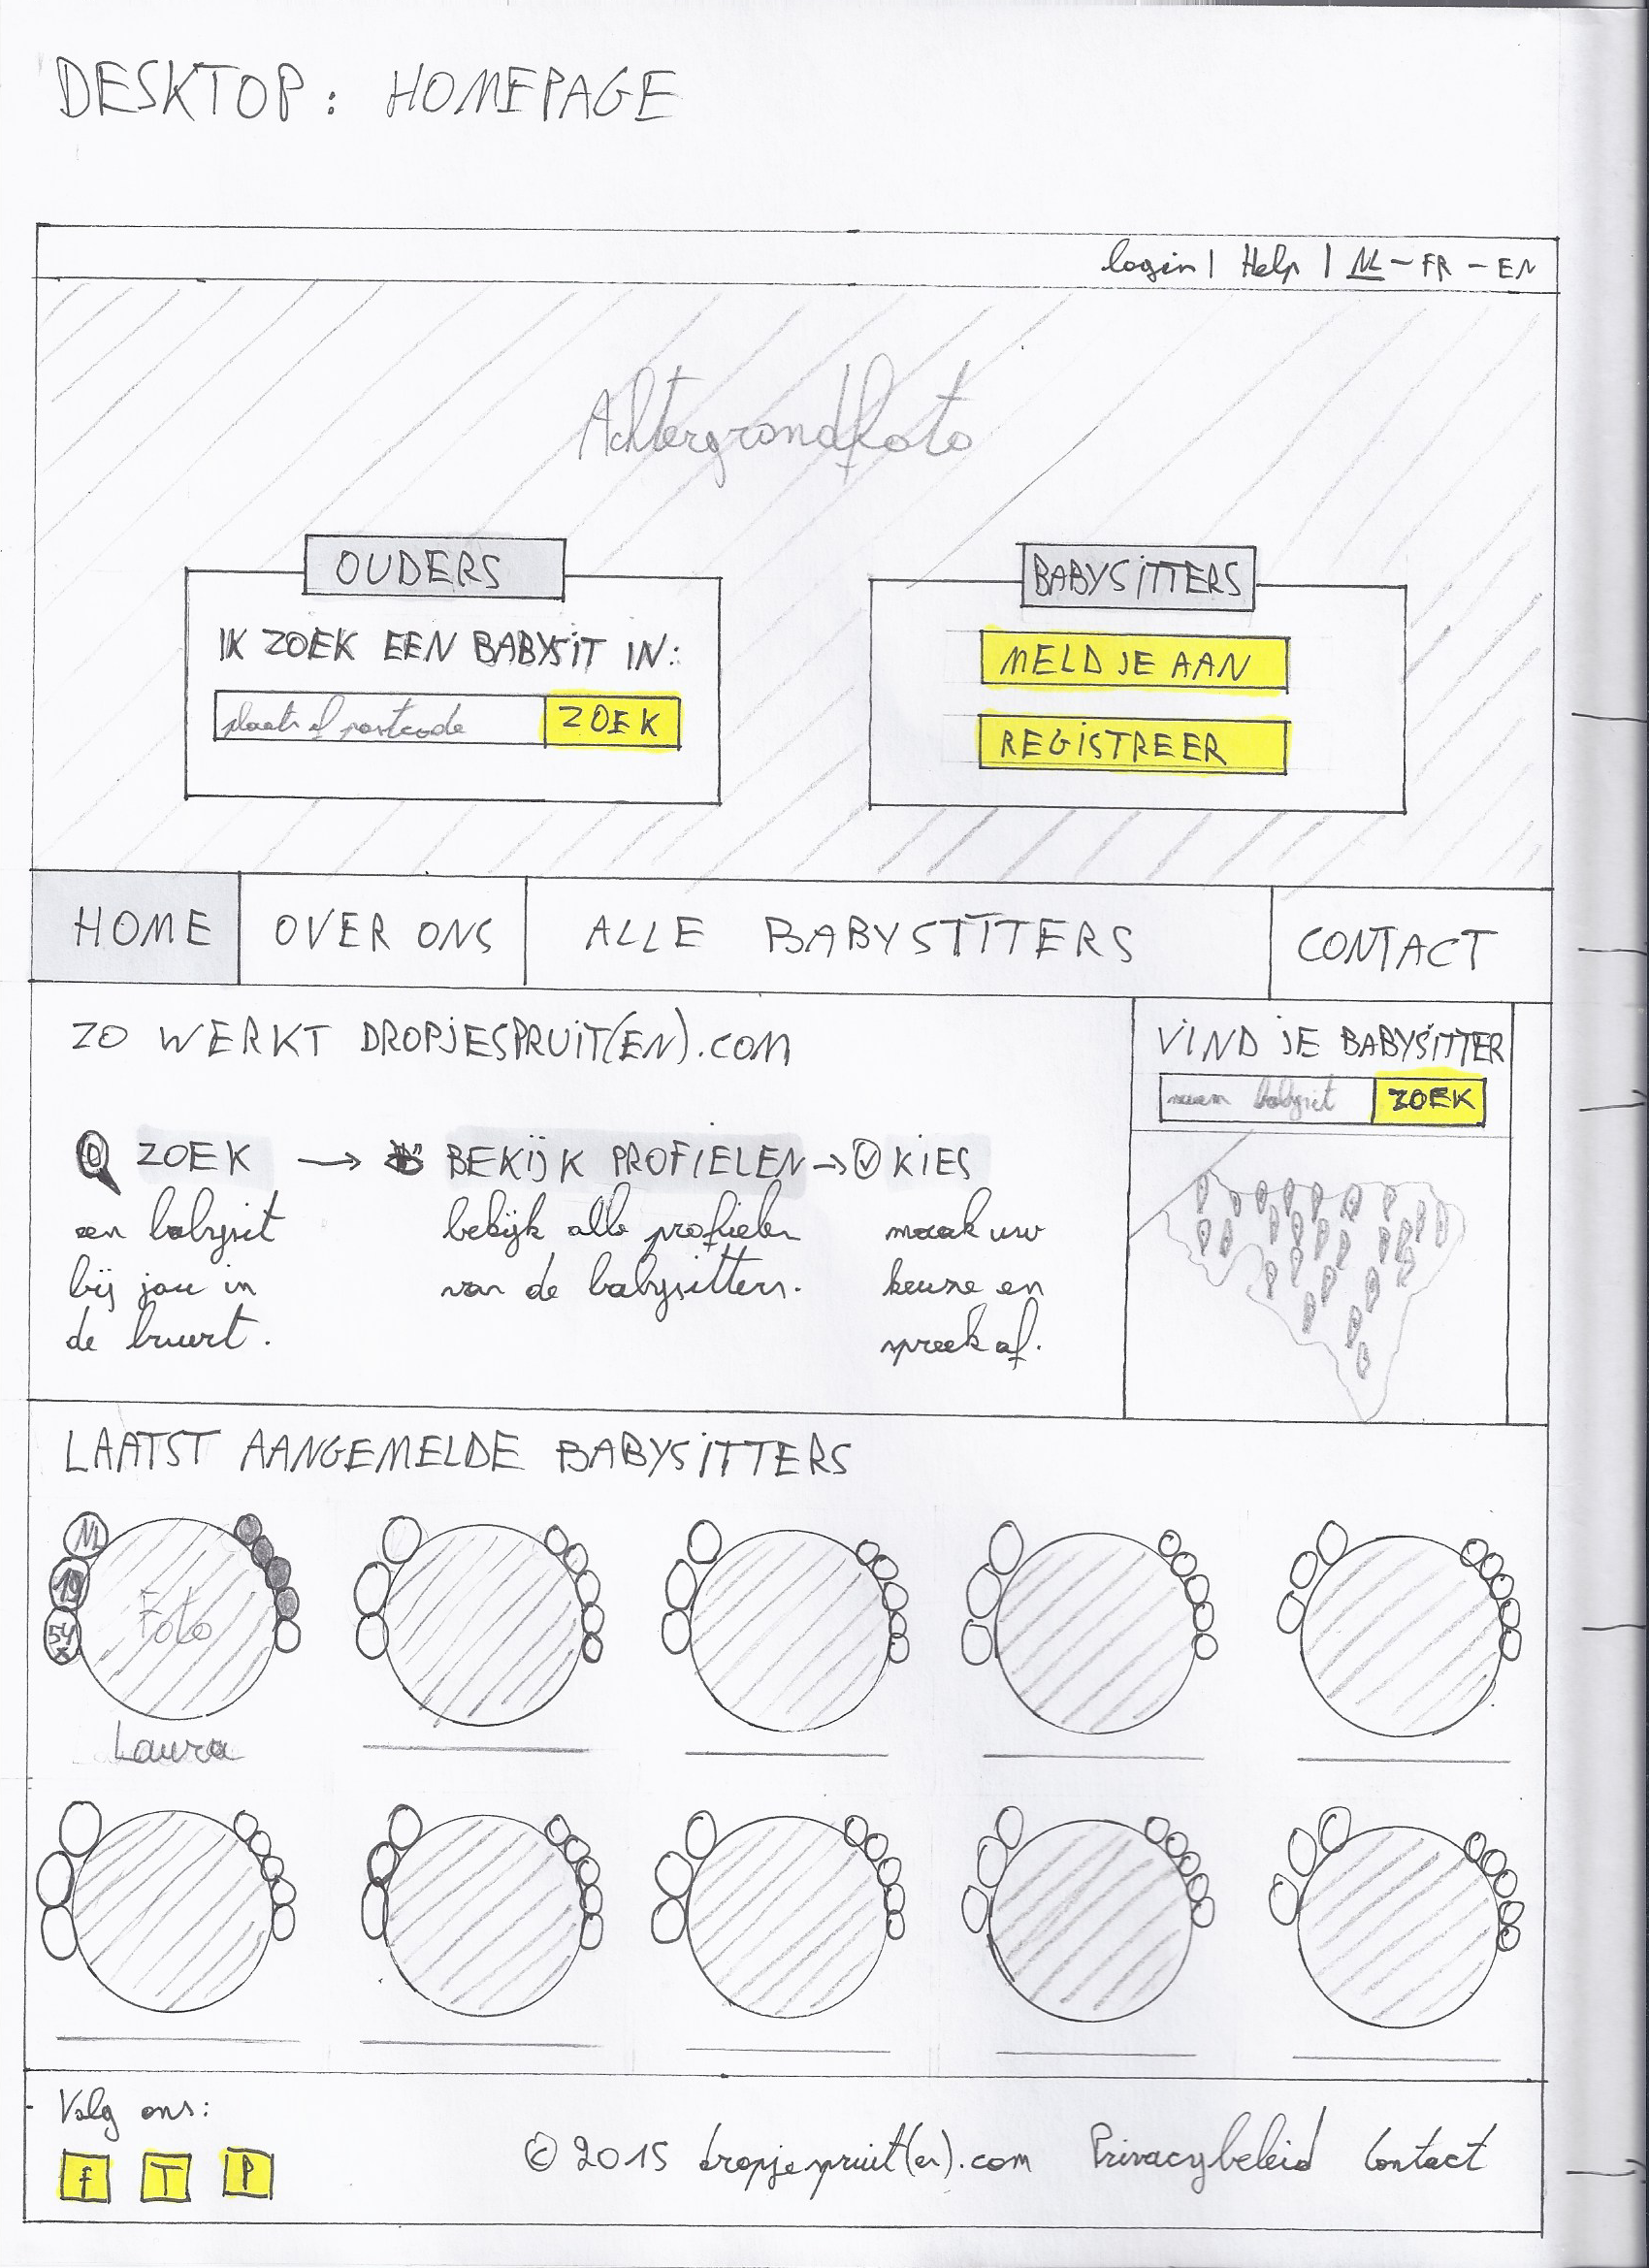 DESKTOP: HOMEPAGE
login | Help | NL - FR - EN
Achtergrondfoto
OUDERS
IK ZOEK EEN BABYSIT IN:
plaats of postcode ZOEK
BABYSITTERS
MELD JE AAN
REGISTREER
HOME OVER ONS ALLE BABYSITTERS CONTACT
ZO WERKT DROPJESPRUIT(EN).COM
ZOEK → BEKIJK PROFIELEN → KIES
een babysit
bij jou in
de buurt.
bekijk alle profielen
van de babysitters.
maak uw
keuze en
spreek af.
VIND JE BABYSITTER
naam babysit ZOEK
LAATST AANGEMELDE BABYSITTERS
NL
19
54
x
Foto
Laura
Volg ons:
f T P
© 2015 dropjespruit(en).com Privacybeleid Contact